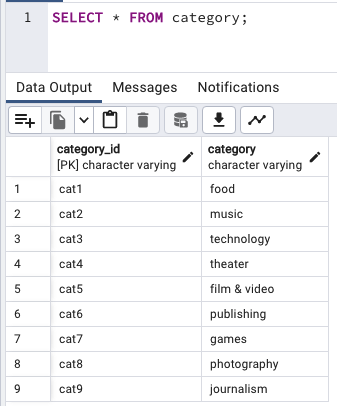 1 SELECT * FROM category;
Data Output Messages Notifications
category_id category
[PK] character varying character varying
1 cat1 food
2 cat2 music
3 cat3 technology
4 cat4 theater
5 cat5 film & video
6 cat6 publishing
7 cat7 games
8 cat8 photography
9 cat9 journalism